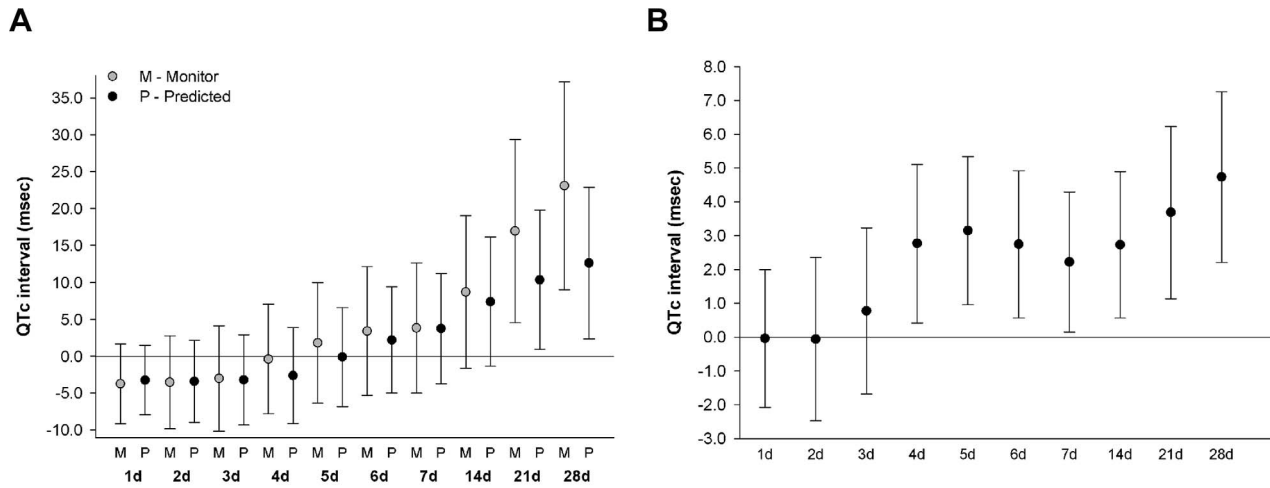 A
M - Monitor
P - Predicted
QTc interval (msec)
35.0
30.0
25.0
20.0
15.0
10.0
5.0
0.0
-5.0
-10.0
M P M P M P M P M P M P M P M P M P M P
1d 2d 3d 4d 5d 6d 7d 14d 21d 28d
B
QTc interval (msec)
8.0
7.0
6.0
5.0
4.0
3.0
2.0
1.0
0.0
-1.0
-2.0
-3.0
1d 2d 3d 4d 5d 6d 7d 14d 21d 28d